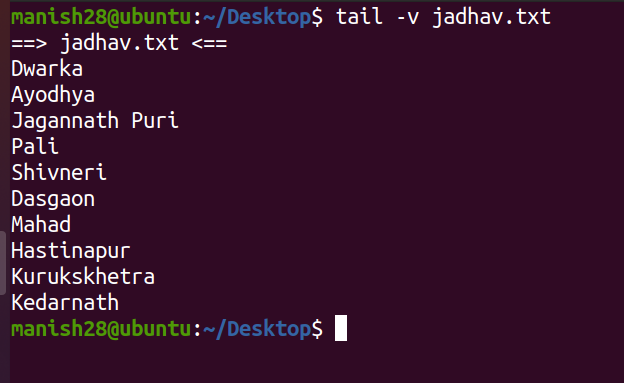 manish28@ubuntu:~/Desktop$ tail -v jadhav.txt
==> jadhav.txt <==
Dwarka
Ayodhya
Jagannath Puri
Pali
Shivneri
Dasgaon
Mahad
Hastinapur
Kurukskhetra
Kedarnath
manish28@ubuntu:~/Desktop$